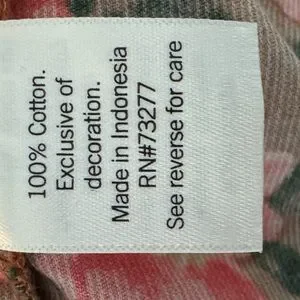 100% Cotton.
Exclusive of
decoration.
Made in Indonesia
RN#73277
See reverse for care